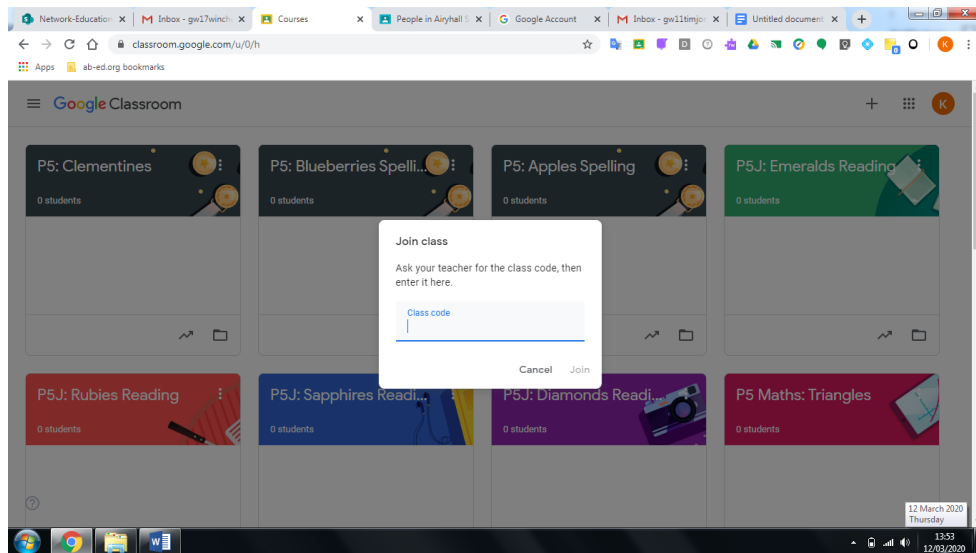 Network-Education
Inbox - gw17winch
Courses
People in Airyhall
Google Account
Inbox - gw11timjor
Untitled document
classroom.google.com/u/0/h
K
Apps
ab-ed.org bookmarks
Google Classroom
K
P5: Clementines
0 students
P5: Blueberries Spelli...
0 students
P5: Apples Spelling
0 students
P5J: Emeralds Reading
0 students
Join class
Ask your teacher for the class code, then
enter it here.
Class code
Cancel
Join
P5J: Rubies Reading
0 students
P5J: Sapphires Readi...
0 students
P5J: Diamonds Readi...
0 students
P5 Maths: Triangles
0 students
12 March 2020
Thursday
13:53
12/03/2020